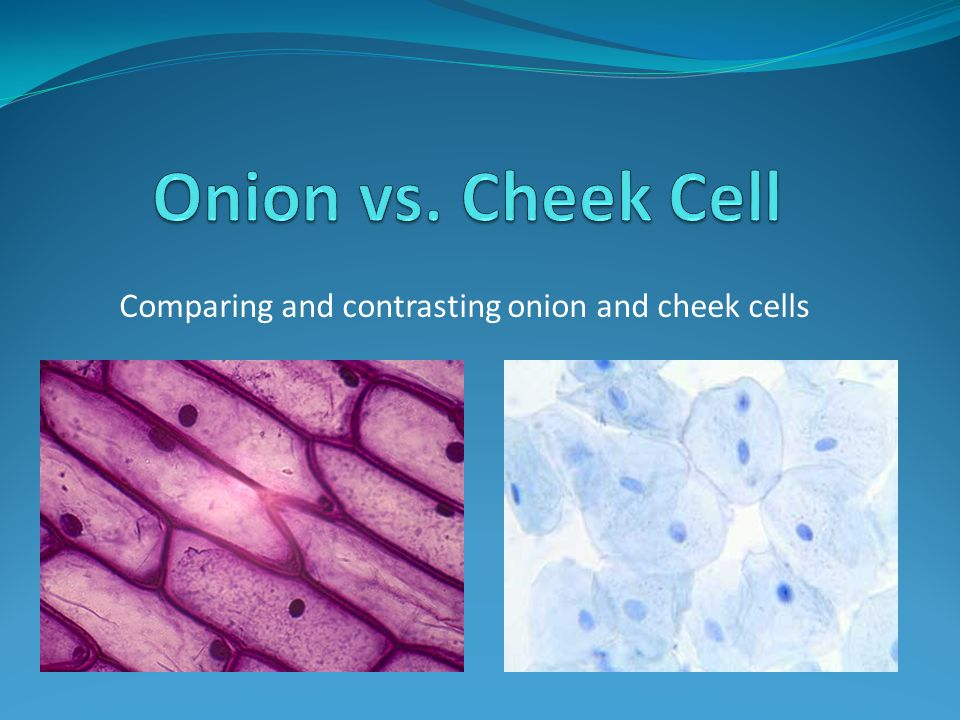 Onion vs. Cheek Cell
Comparing and contrasting onion and cheek cells